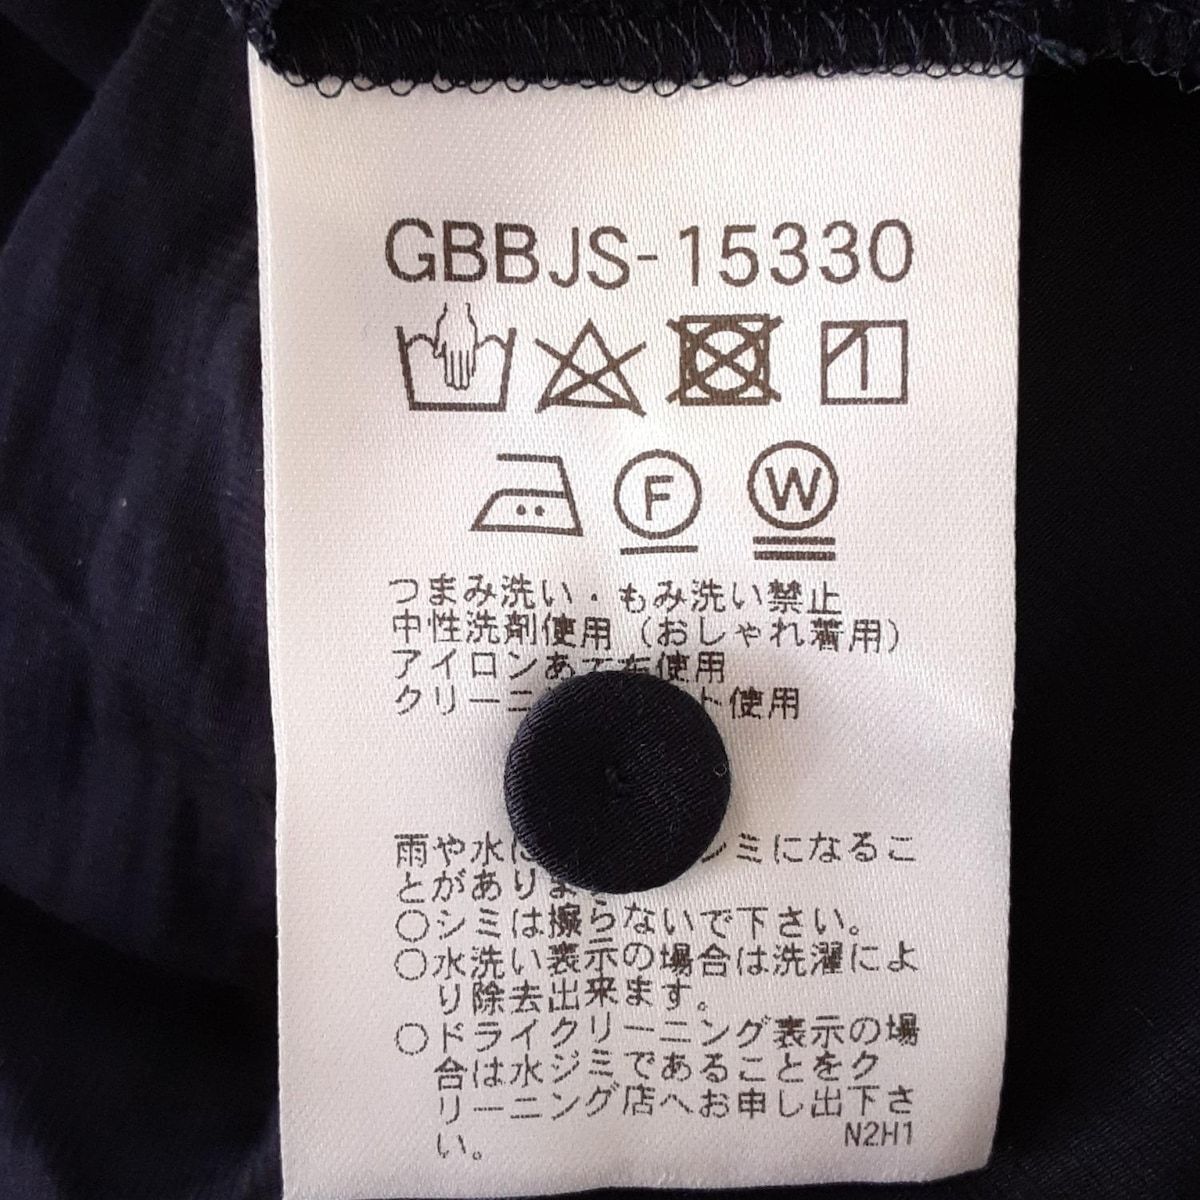 GBBJS-15330
F
W
つまみ洗い・もみ洗い禁止
中性洗剤使用（おしゃれ着用）
アイロンあて布使用
クリーニ ト使用
雨や水に シミになるこ
とがありま
○シミは擦らないで下さい。
○水洗い表示の場合は洗濯によ
り除去出来ます。
○ドライクリーニング表示の場
合は水ジミであることをク
リーニング店へお申し出下さ
い。
N2H1